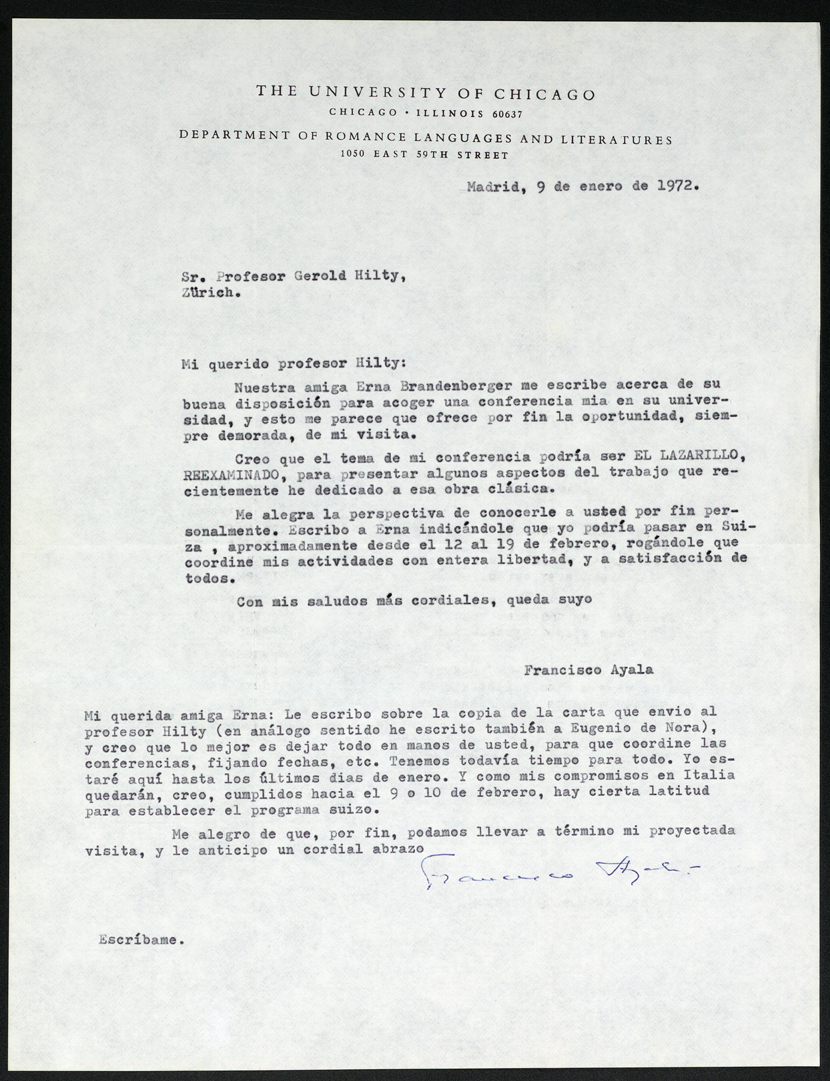 THE UNIVERSITY OF CHICAGO
CHICAGO • ILLINOIS 60637
DEPARTMENT OF ROMANCE LANGUAGES AND LITERATURES
1050 EAST 59TH STREET
Madrid, 9 de enero de 1972.
Sr. Profesor Gerold Hilty,
Zürich.
Mi querido profesor Hilty:
Nuestra amiga Erna Brandenberger me escribe acerca de su
buena disposición para acoger una conferencia mia en su univer-
sidad, y esto me parece que ofrece por fin la oportunidad, siem-
pre demorada, de mi visita.
Creo que el tema de mi conferencia podría ser EL LAZARILLO,
REEXAMINADO, para presentar algunos aspectos del trabajo que re-
cientemente he dedicado a esa obra clásica.
Me alegra la perspectiva de conocerle a usted por fin per-
sonalmente. Escribo a Erna indicándole que yo podría pasar en Sui-
za , aproximadamente desde el 12 al 19 de febrero, rogándole que
coordine mis actividades con entera libertad, y a satisfacción de
todos.
Con mis saludos más cordiales, queda suyo
Francisco Ayala
Mi querida amiga Erna: Le escribo sobre la copia de la carta que envio al
profesor Hilty (en análogo sentido he escrito también a Eugenio de Nora),
y creo que lo mejor es dejar todo en manos de usted, para que coordine las
conferencias, fijando fechas, etc. Tenemos todavía tiempo para todo. Yo es-
taré aquí hasta los últimos dias de enero. Y como mis compromisos en Italia
quedarán, creo, cumplidos hacia el 9 o 10 de febrero, hay cierta latitud
para establecer el programa suizo.
Me alegro de que, por fin, podamos llevar a término mi proyectada
visita, y le anticipo un cordial abrazo
Francisco Ayala
Escríbame.